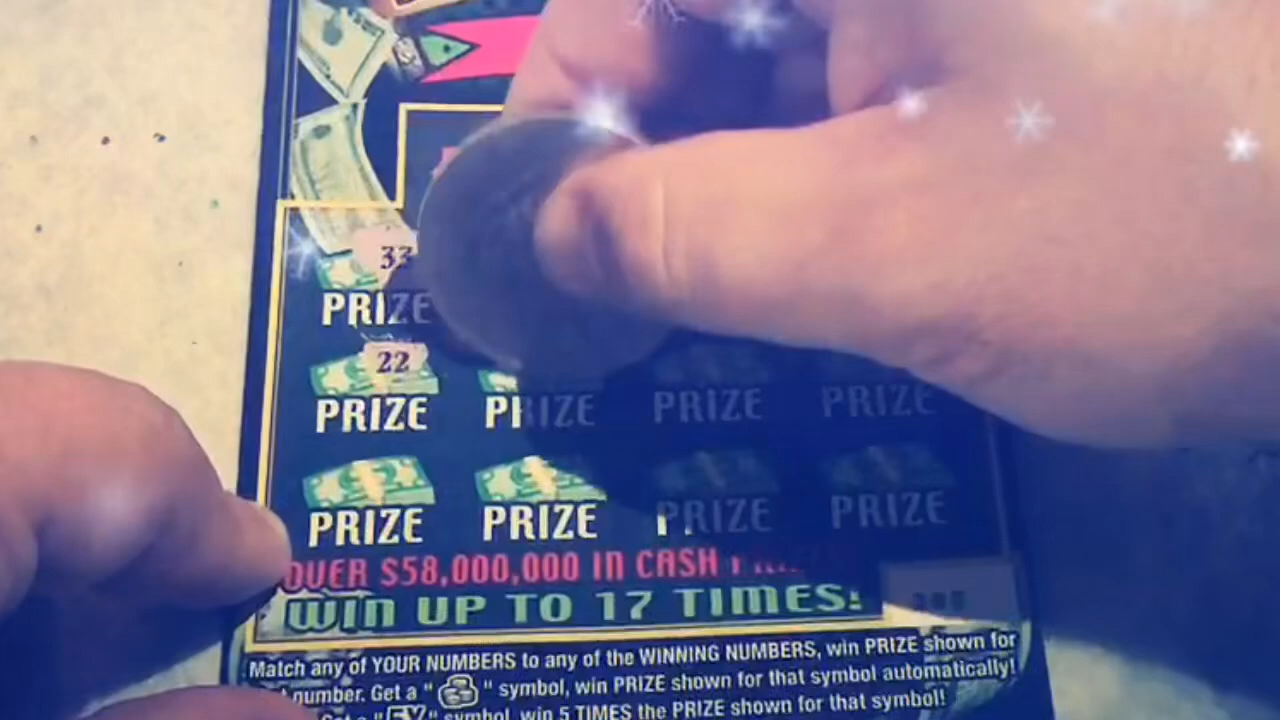 33
PRIZE
22
PRIZE PRIZE PRIZE PRIZE
PRIZE PRIZE PRIZE PRIZE
OVER $58,000,000 IN CASH
WIN UP TO 17 TIMES!
Match any of YOUR NUMBERS to any of the WINNING NUMBERS, win PRIZE shown for
number. Get a " " symbol, win PRIZE shown for that symbol automatically!
"5X" symbol, win 5 TIMES the PRIZE shown for that symbol!